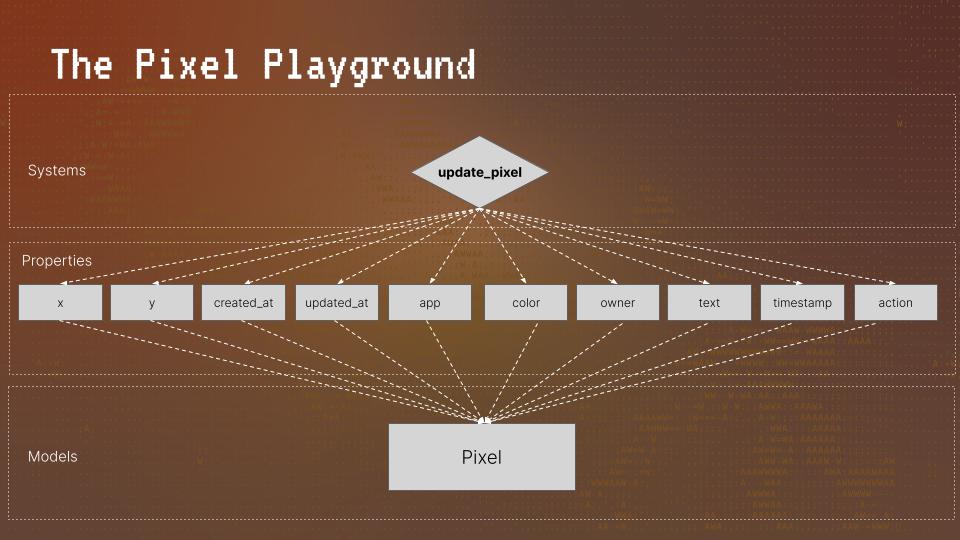 The Pixel Playground
Systems
update_pixel
Properties
x y created_at updated_at app color owner text timestamp action
Models
Pixel